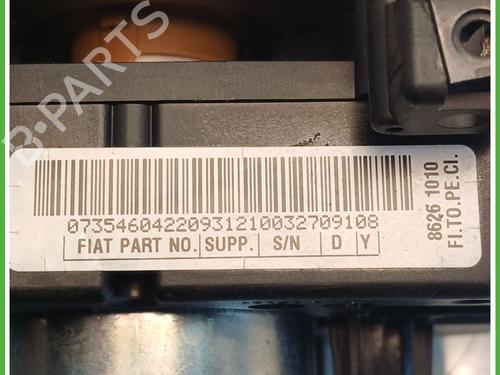 B-PARTS
07354604220931210032709108
FIAT PART NO. SUPP. S/N D Y
8626 1010
FI.TO.PE.CI.